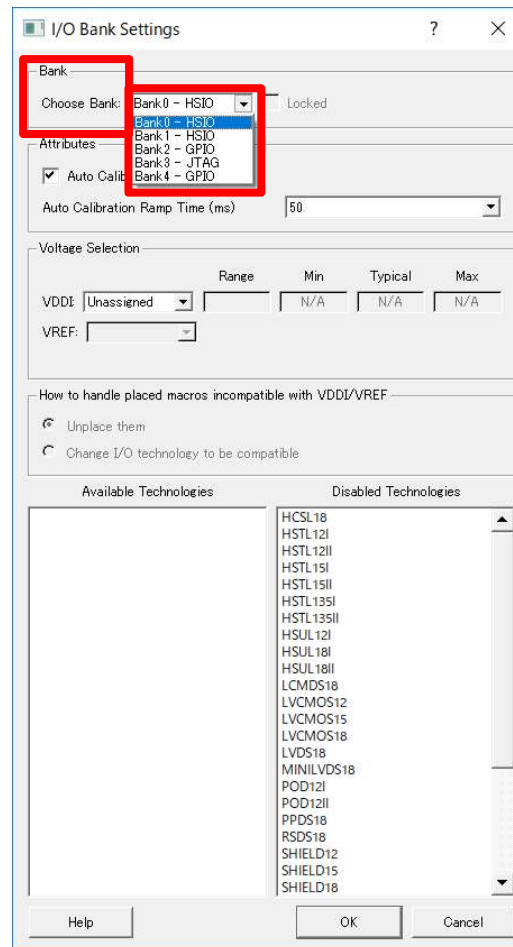 I/O Bank Settings ? ×
Bank
Choose Bank: Bank0 - HSIO Locked
Bank0 - HSIO
Bank1 - HSIO
Bank2 - GPIO
Bank3 - JTAG
Bank4 - GPIO
Attributes
Auto Calib
Auto Calibration Ramp Time (ms) 50
Voltage Selection
Range Min Typical Max
VDDI: Unassigned N/A N/A N/A
VREF:
How to handle placed macros incompatible with VDDI/VREF
Unplace them
Change I/O technology to be compatible
Available Technologies Disabled Technologies
HCSL18
HSTL12I
HSTL12II
HSTL15I
HSTL15II
HSTL135I
HSTL135II
HSUL12I
HSUL18I
HSUL18II
LCMDS18
LVCMOS12
LVCMOS15
LVCMOS18
LVDS18
MINILVDS18
POD12I
POD12II
PPDS18
RSDS18
SHIELD12
SHIELD15
SHIELD18
Help OK Cancel